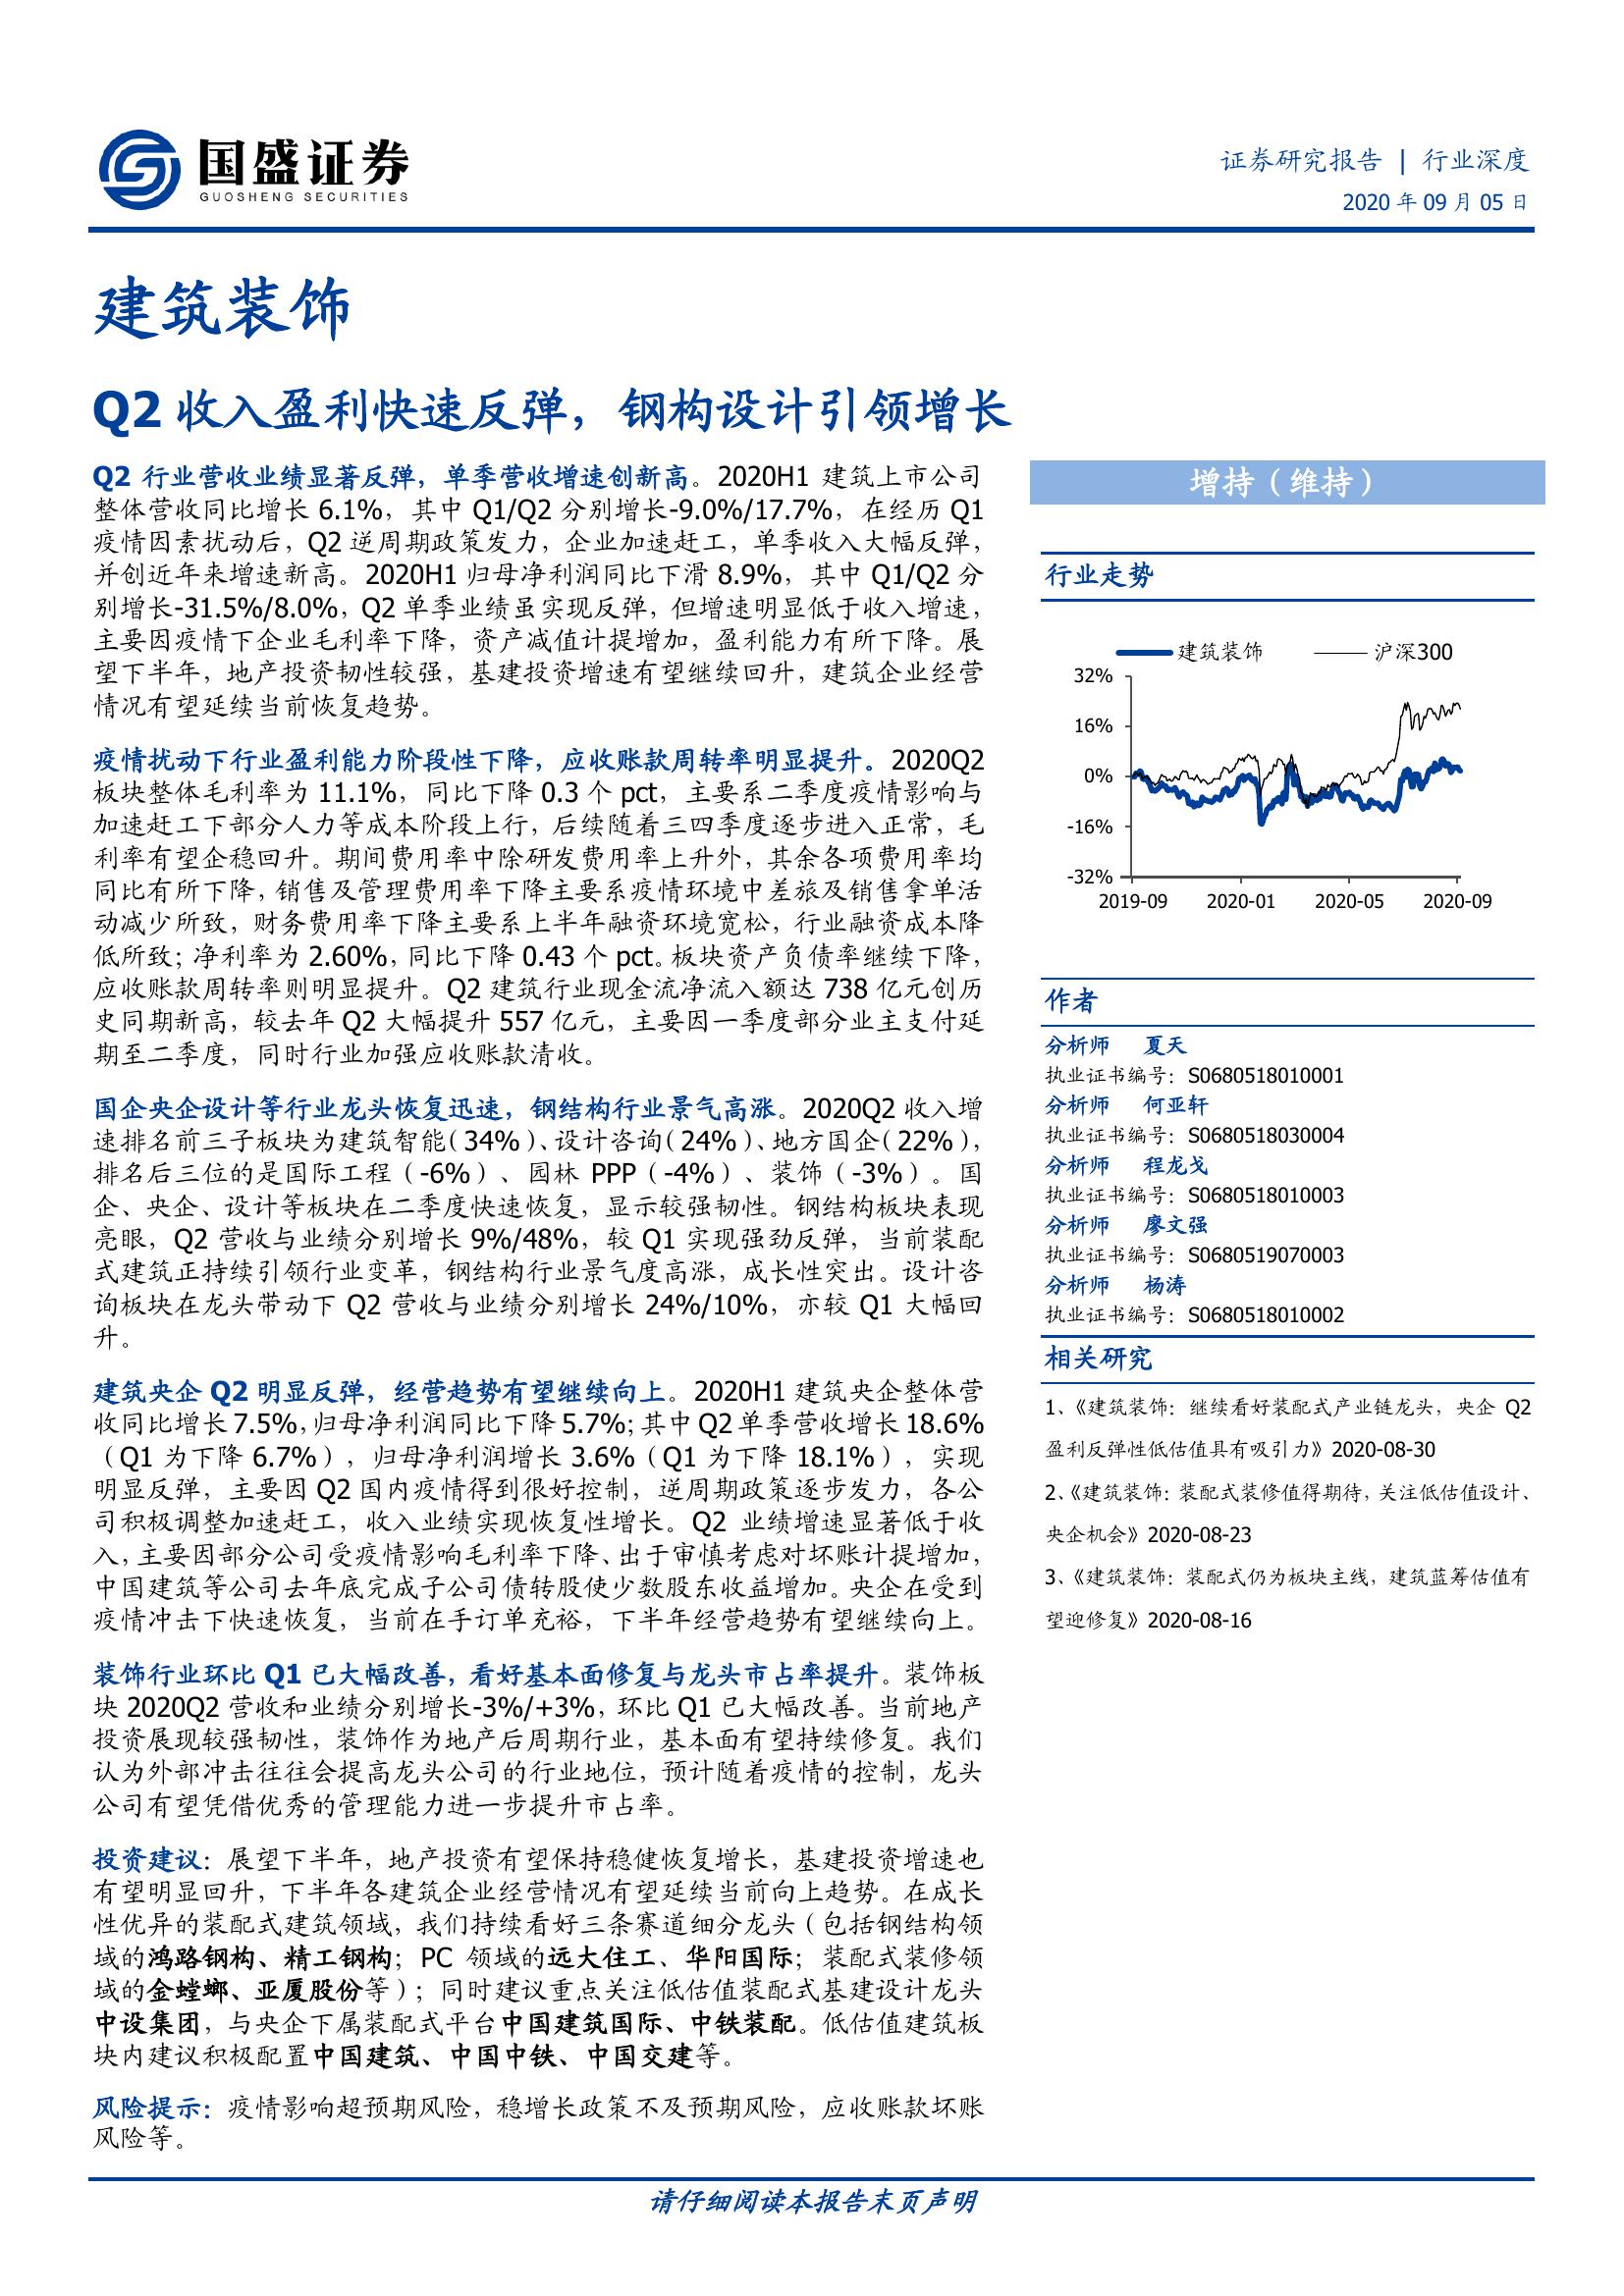 国盛证券
GUOSHENG SECURITIES
证券研究报告 | 行业深度
2020 年 09 月 05 日
建筑装饰
Q2 收入盈利快速反弹，钢构设计引领增长
Q2 行业营收业绩显著反弹，单季营收增速创新高。2020H1 建筑上市公司
整体营收同比增长 6.1%，其中 Q1/Q2 分别增长-9.0%/17.7%，在经历 Q1
疫情因素扰动后，Q2 逆周期政策发力，企业加速赶工，单季收入大幅反弹，
并创近年来增速新高。2020H1 归母净利润同比下滑 8.9%，其中 Q1/Q2 分
别增长-31.5%/8.0%，Q2 单季业绩虽实现反弹，但增速明显低于收入增速，
主要因疫情下企业毛利率下降，资产减值计提增加，盈利能力有所下降。展
望下半年，地产投资韧性较强，基建投资增速有望继续回升，建筑企业经营
情况有望延续当前恢复趋势。
疫情扰动下行业盈利能力阶段性下降，应收账款周转率明显提升。2020Q2
板块整体毛利率为 11.1%，同比下降 0.3 个 pct，主要系二季度疫情影响与
加速赶工下部分人力等成本阶段上行，后续随着三四季度逐步进入正常，毛
利率有望企稳回升。期间费用率中除研发费用率上升外，其余各项费用率均
同比有所下降，销售及管理费用率下降主要系疫情环境中差旅及销售拿单活
动减少所致，财务费用率下降主要系上半年融资环境宽松，行业融资成本降
低所致；净利率为 2.60%，同比下降 0.43 个 pct。板块资产负债率继续下降，
应收账款周转率则明显提升。Q2 建筑行业现金流净流入额达 738 亿元创历
史同期新高，较去年 Q2 大幅提升 557 亿元，主要因一季度部分业主支付延
期至二季度，同时行业加强应收账款清收。
国企央企设计等行业龙头恢复迅速，钢结构行业景气高涨。2020Q2 收入增
速排名前三子板块为建筑智能（34%）、设计咨询（24%）、地方国企（22%），
排名后三位的是国际工程（-6%）、园林 PPP（-4%）、装饰（-3%）。国
企、央企、设计等板块在二季度快速恢复，显示较强韧性。钢结构板块表现
亮眼，Q2 营收与业绩分别增长 9%/48%，较 Q1 实现强劲反弹，当前装配
式建筑正持续引领行业变革，钢结构行业景气度高涨，成长性突出。设计咨
询板块在龙头带动下 Q2 营收与业绩分别增长 24%/10%，亦较 Q1 大幅回
升。
建筑央企 Q2 明显反弹，经营趋势有望继续向上。2020H1 建筑央企整体营
收同比增长 7.5%，归母净利润同比下降 5.7%；其中 Q2 单季营收增长 18.6%
（Q1 为下降 6.7%），归母净利润增长 3.6%（Q1 为下降 18.1%），实现
明显反弹，主要因 Q2 国内疫情得到很好控制，逆周期政策逐步发力，各公
司积极调整加速赶工，收入业绩实现恢复性增长。Q2 业绩增速显著低于收
入，主要因部分公司受疫情影响毛利率下降、出于审慎考虑对坏账计提增加，
中国建筑等公司去年底完成子公司债转股使少数股东收益增加。央企在受到
疫情冲击下快速恢复，当前在手订单充裕，下半年经营趋势有望继续向上。
装饰行业环比 Q1 已大幅改善，看好基本面修复与龙头市占率提升。装饰板
块 2020Q2 营收和业绩分别增长-3%/+3%，环比 Q1 已大幅改善。当前地产
投资展现较强韧性，装饰作为地产后周期行业，基本面有望持续修复。我们
认为外部冲击往往会提高龙头公司的行业地位，预计随着疫情的控制，龙头
公司有望凭借优秀的管理能力进一步提升市占率。
投资建议：展望下半年，地产投资有望保持稳健恢复增长，基建投资增速也
有望明显回升，下半年各建筑企业经营情况有望延续当前向上趋势。在成长
性优异的装配式建筑领域，我们持续看好三条赛道细分龙头（包括钢结构领
域的鸿路钢构、精工钢构；PC 领域的远大住工、华阳国际；装配式装修领
域的金螳螂、亚厦股份等）；同时建议重点关注低估值装配式基建设计龙头
中设集团，与央企下属装配式平台中国建筑国际、中铁装配。低估值建筑板
块内建议积极配置中国建筑、中国中铁、中国交建等。
风险提示：疫情影响超预期风险，稳增长政策不及预期风险，应收账款坏账
风险等。
增持（维持）
行业走势
建筑装饰 沪深300
32%
16%
0%
-16%
-32%
2019-09 2020-01 2020-05 2020-09
作者
分析师 夏天
执业证书编号：S0680518010001
分析师 何亚轩
执业证书编号：S0680518030004
分析师 程龙戈
执业证书编号：S0680518010003
分析师 廖文强
执业证书编号：S0680519070003
分析师 杨涛
执业证书编号：S0680518010002
相关研究
1、《建筑装饰：继续看好装配式产业链龙头，央企 Q2
盈利反弹性低估值具有吸引力》2020-08-30
2、《建筑装饰：装配式装修值得期待，关注低估值设计、
央企机会》2020-08-23
3、《建筑装饰：装配式仍为板块主线，建筑蓝筹估值有
望迎修复》2020-08-16
请仔细阅读本报告末页声明